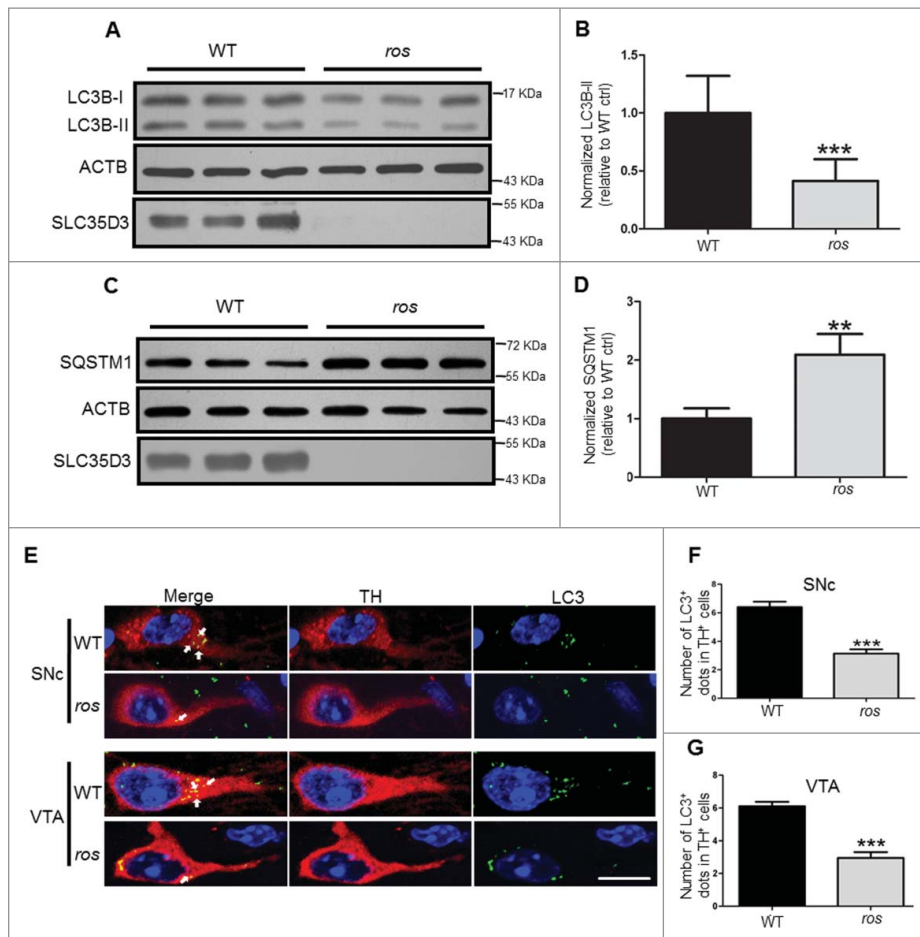 A
WT
ros
LC3B-I
LC3B-II
17 KDa
ACTB
43 KDa
SLC35D3
55 KDa
43 KDa
B
Normalized LC3B-II
(relative to WT ctrl)
1.5
1.0
0.5
0.0
***
WT
ros
C
WT
ros
SQSTM1
72 KDa
55 KDa
ACTB
43 KDa
SLC35D3
55 KDa
43 KDa
D
Normalized SQSTM1
(relative to WT ctrl)
3
2
1
0
**
WT
ros
E
Merge
TH
LC3
SNc
WT
ros
VTA
WT
ros
F
SNc
Number of LC3+
dots in TH+ cells
8
6
4
2
0
***
WT
ros
G
VTA
Number of LC3+
dots in TH+ cells
8
6
4
2
0
***
WT
ros